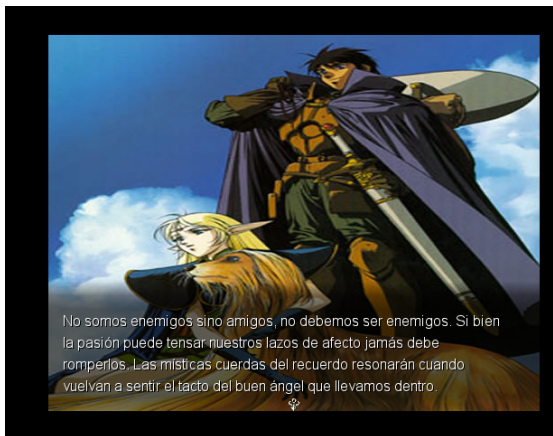 No somos enemigos sino amigos, no debemos ser enemigos. Si bien
la pasión puede tensar nuestros lazos de afecto jamás debe
romperlos. Las místicas cuerdas del recuerdo resonarán cuando
vuelvan a sentir el tacto del buen ángel que llevamos dentro.